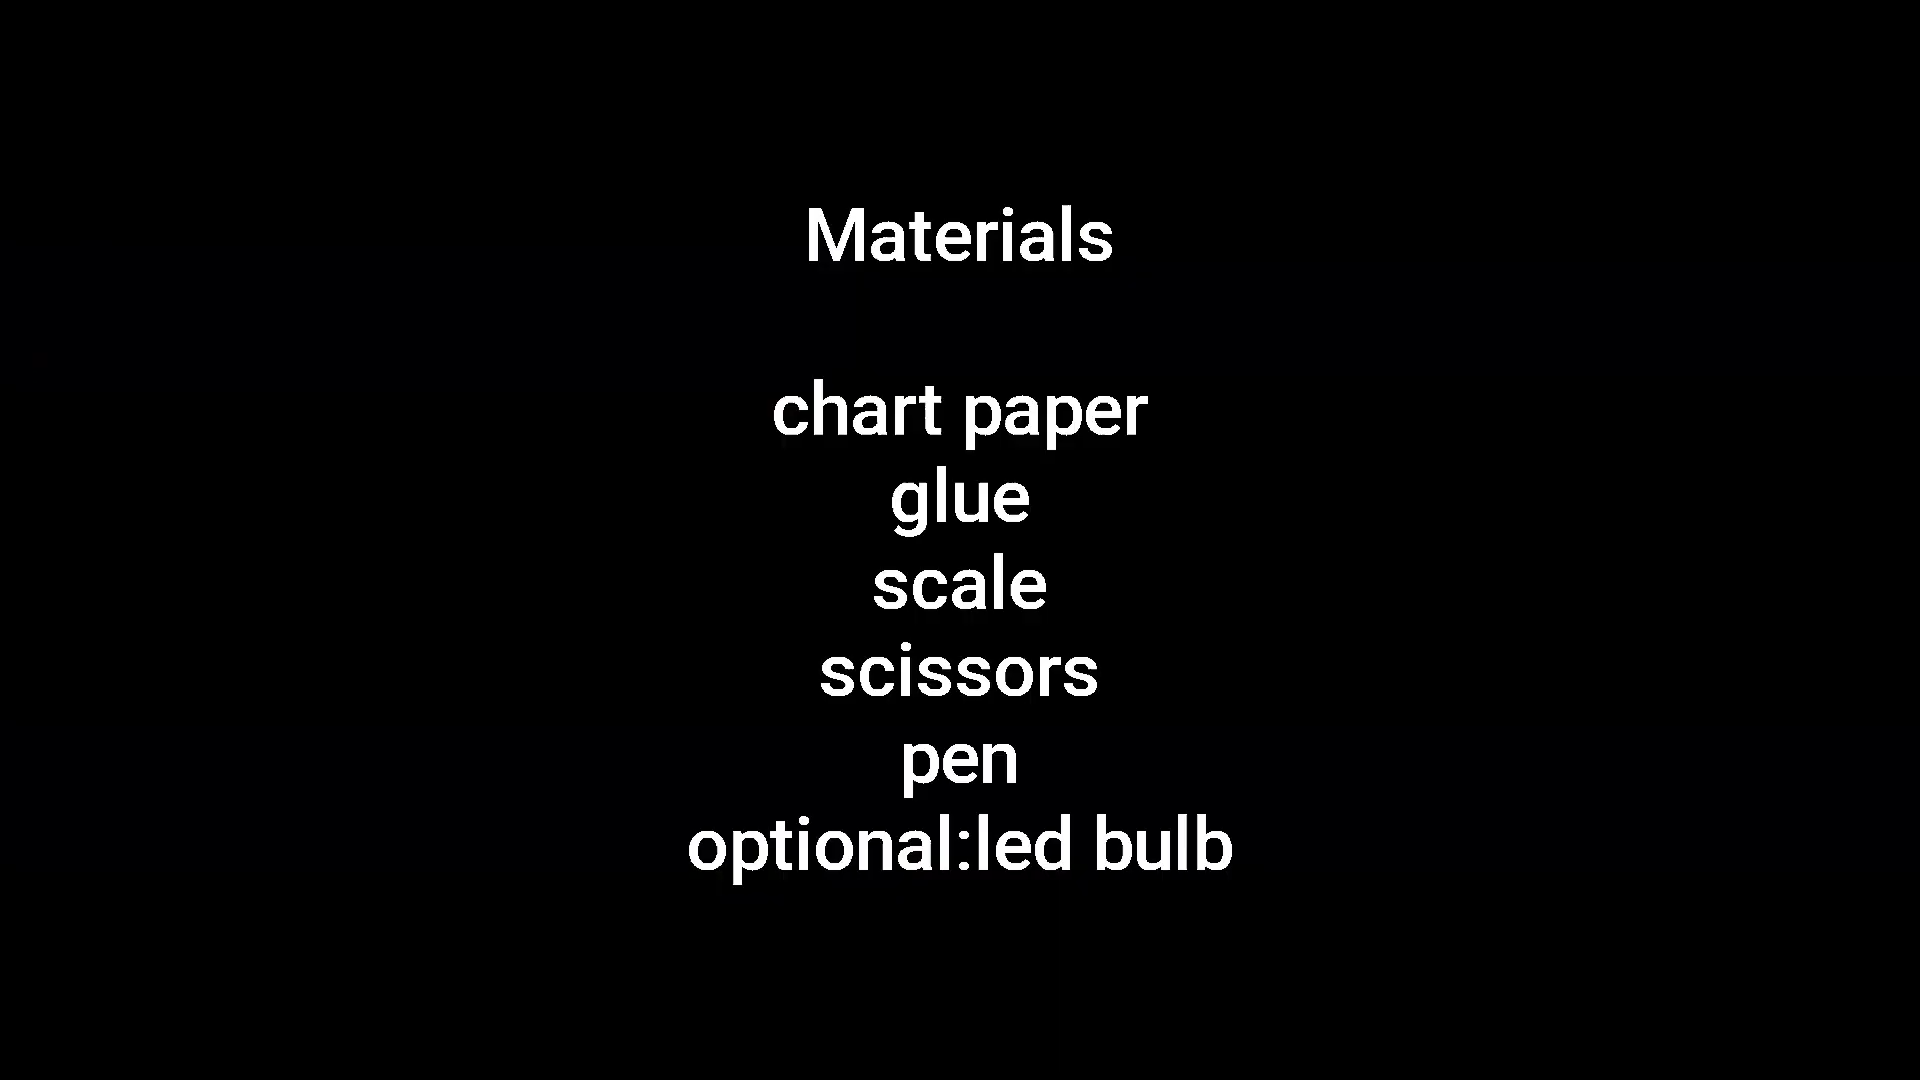 Materials
chart paper
glue
scale
scissors
pen
optional:led bulb